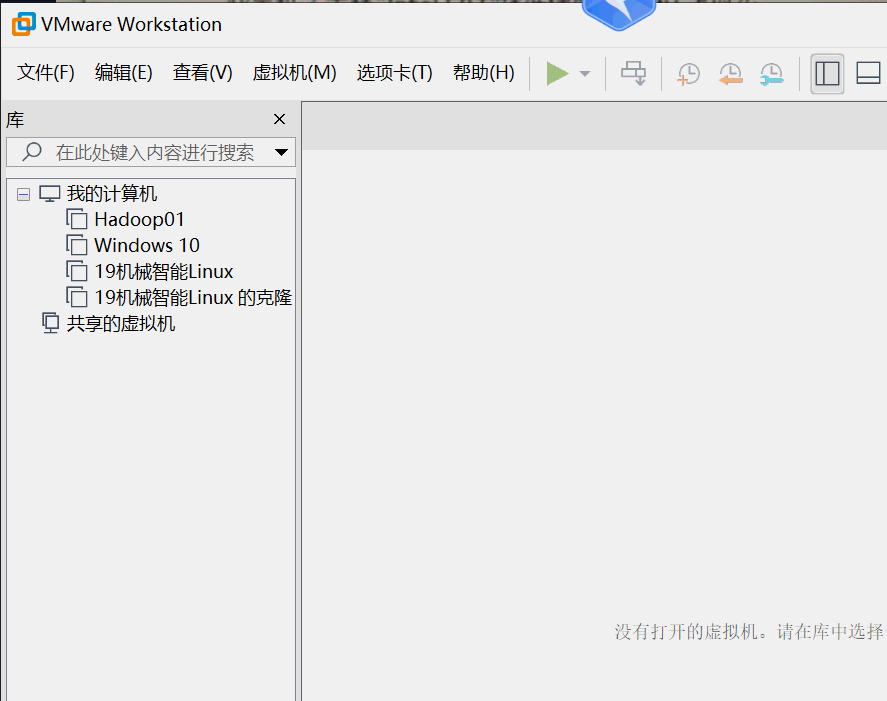 VMware Workstation
文件(F) 编辑(E) 查看(V) 虚拟机(M) 选项卡(T) 帮助(H)
库
在此处键入内容进行搜索
我的计算机
Hadoop01
Windows 10
19机械智能Linux
19机械智能Linux 的克隆
共享的虚拟机
没有打开的虚拟机。请在库中选择